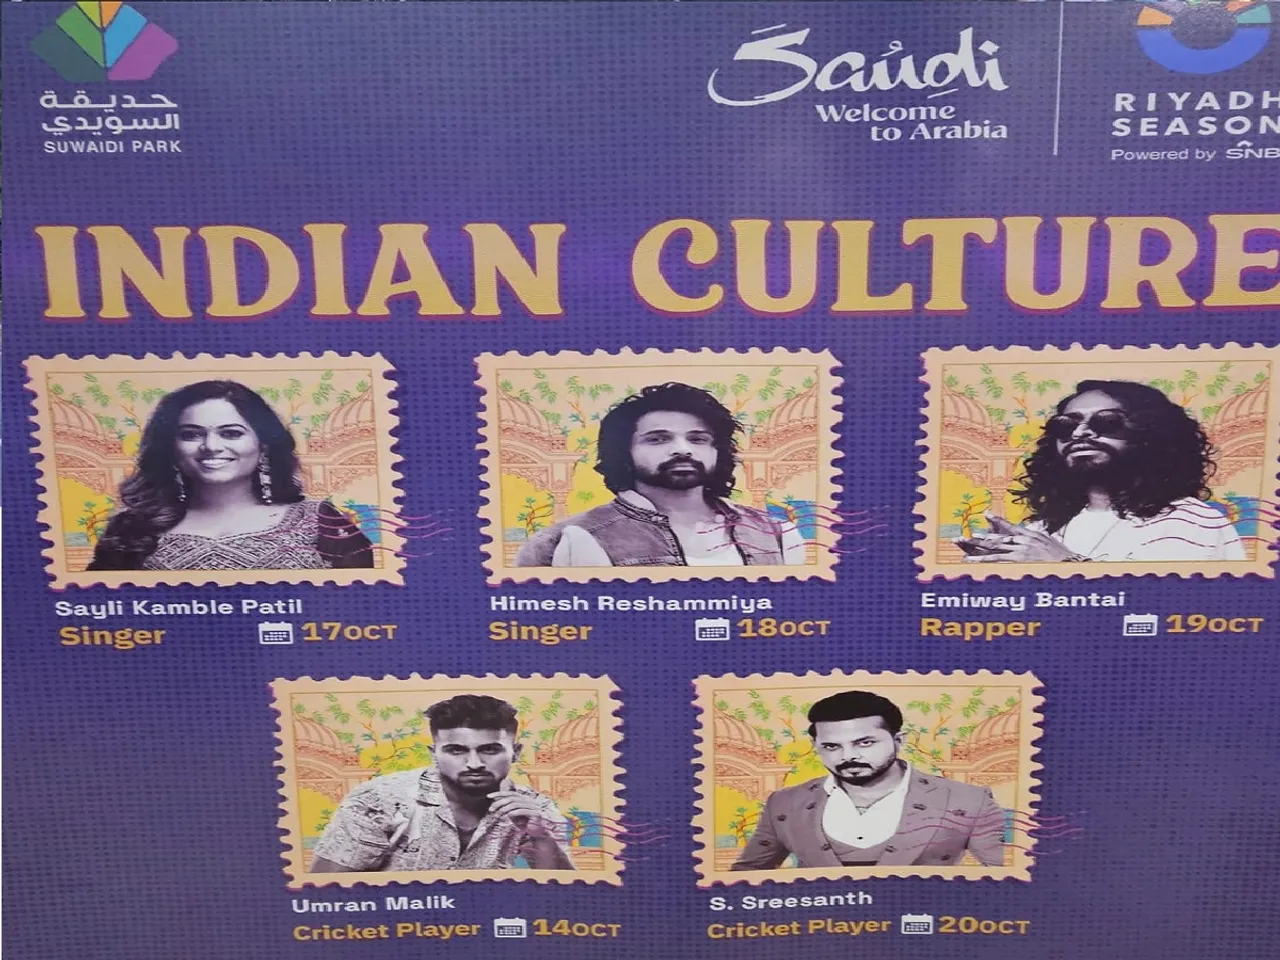 حديقة
السويدي
SUWAIDI PARK
Saudi
Welcome
to Arabia
RIYADH
SEASON
Powered by SNB
INDIAN CULTURE
Sayli Kamble Patil
Singer 17OCT
Himesh Reshammiya
Singer 18OCT
Emiway Bantai
Rapper 19OCT
Umran Malik
Cricket Player 14OCT
S. Sreesanth
Cricket Player 20OCT